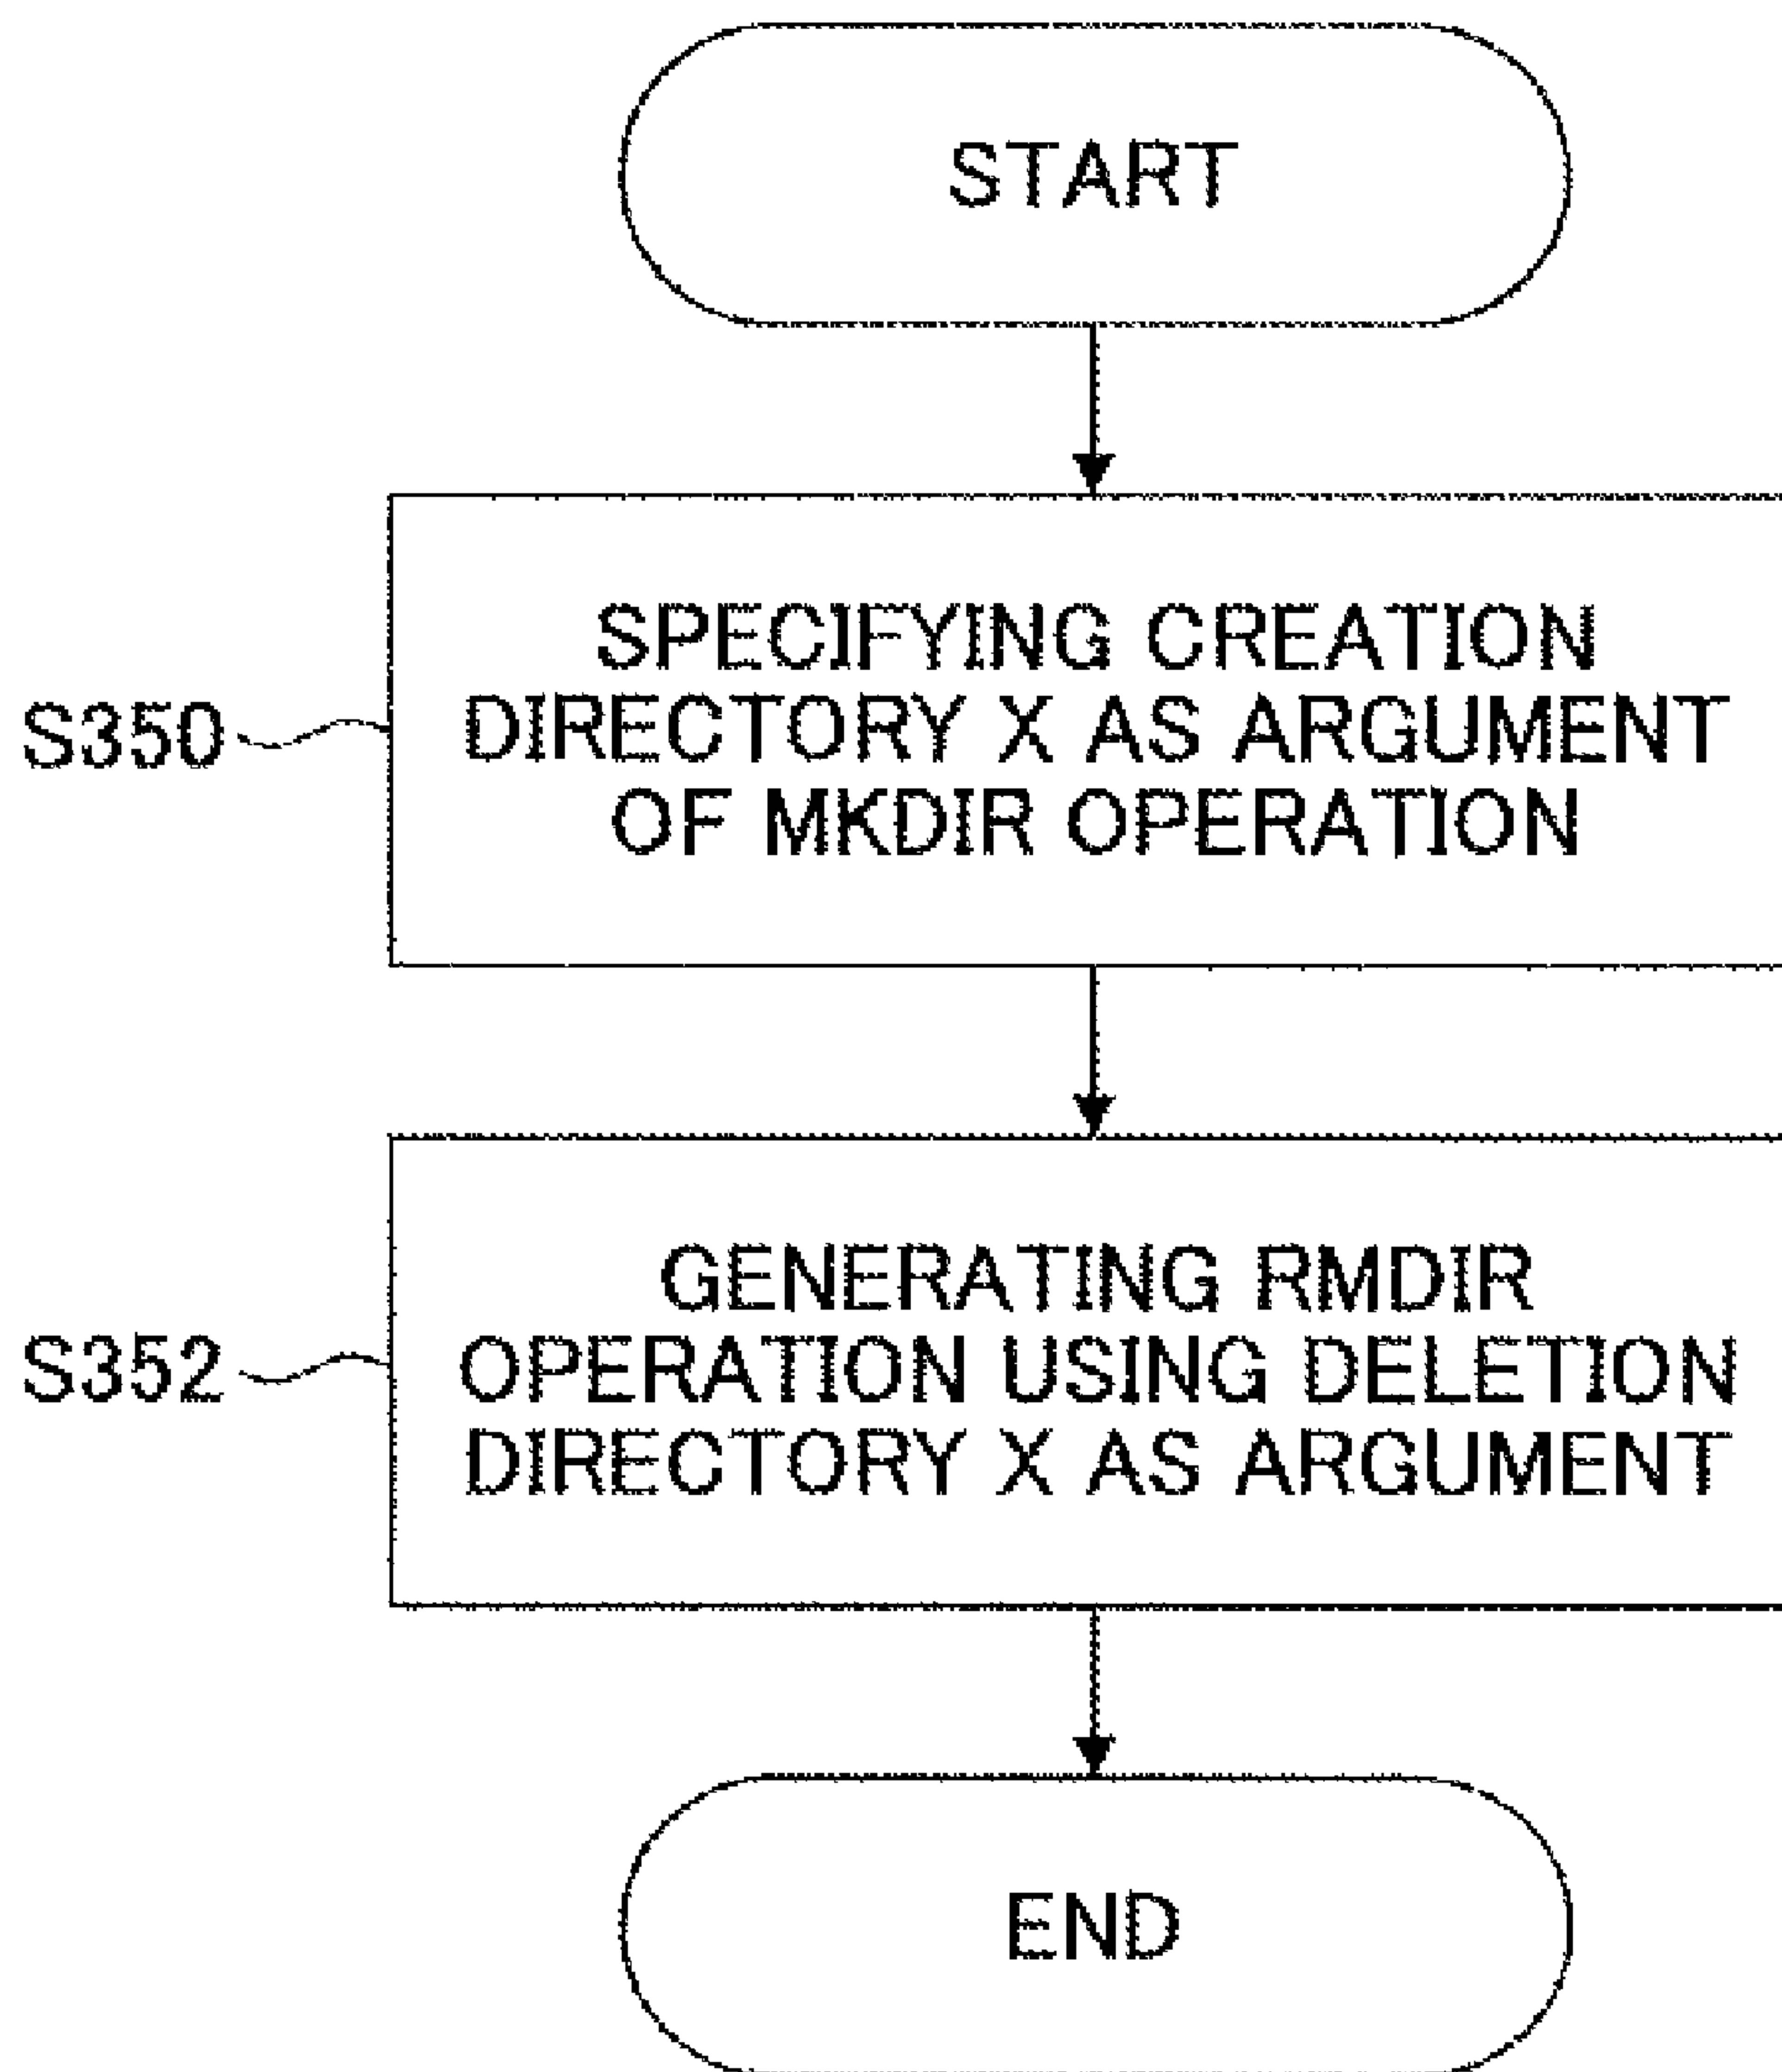 START
SPECIFYING CREATION
DIRECTORY X AS ARGUMENT
OF MKDIR OPERATION
S350
GENERATING RMDIR
OPERATION USING DELETION
DIRECTORY X AS ARGUMENT
S352
END